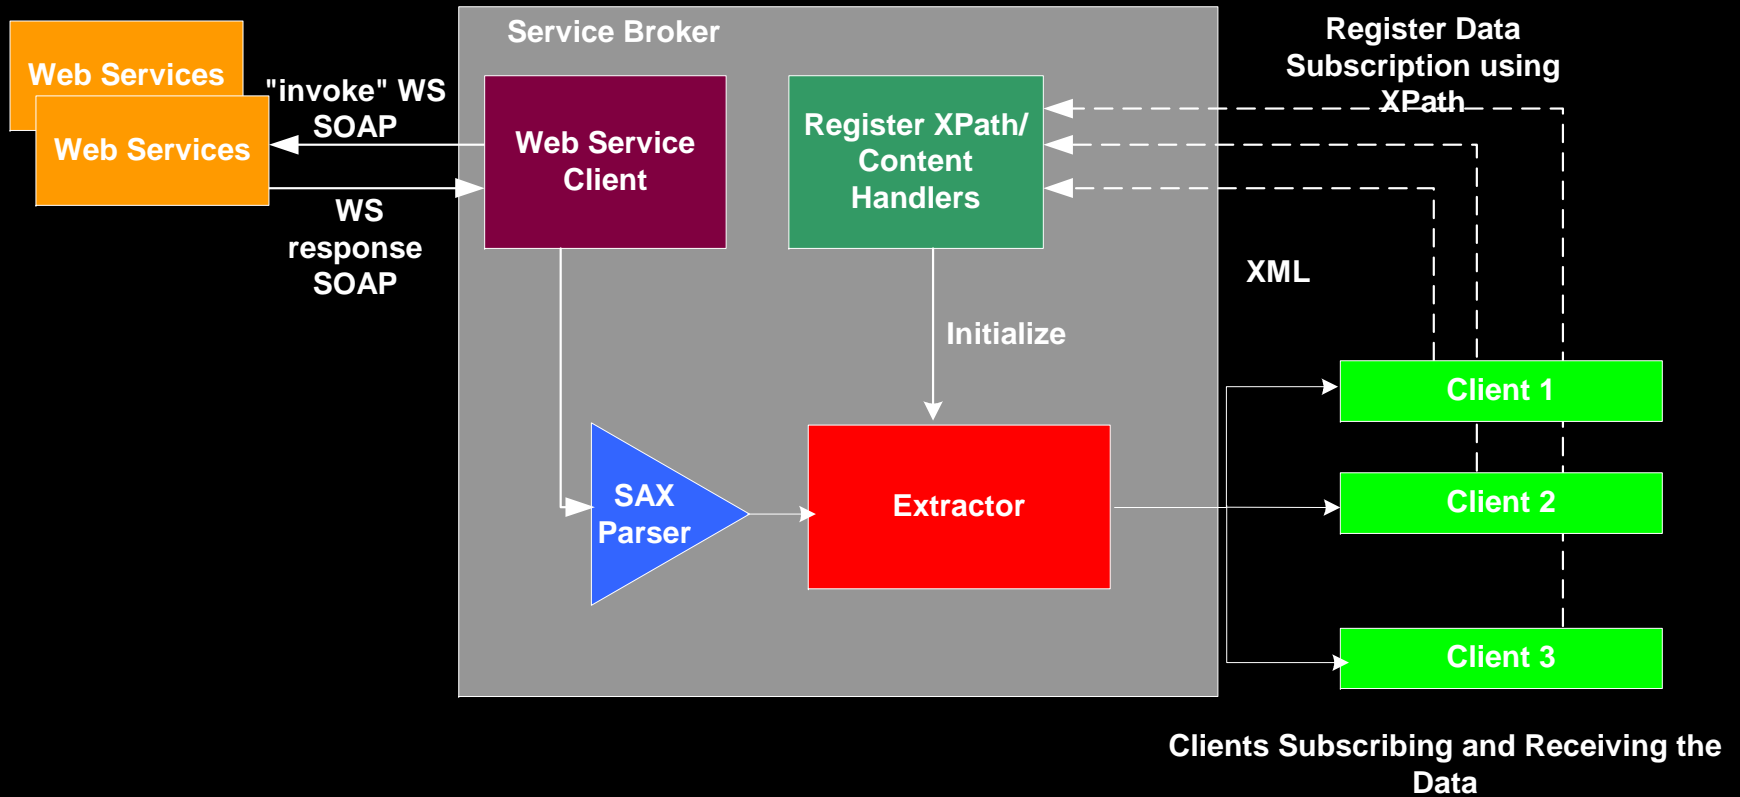 Service Broker
Register Data
Subscription using
XPath
Web Services
Web Services
"invoke" WS
SOAP
WS
response
SOAP
Web Service
Client
Register XPath/
Content
Handlers
XML
Initialize
SAX
Parser
Extractor
Client 1
Client 2
Client 3
Clients Subscribing and Receiving the
Data